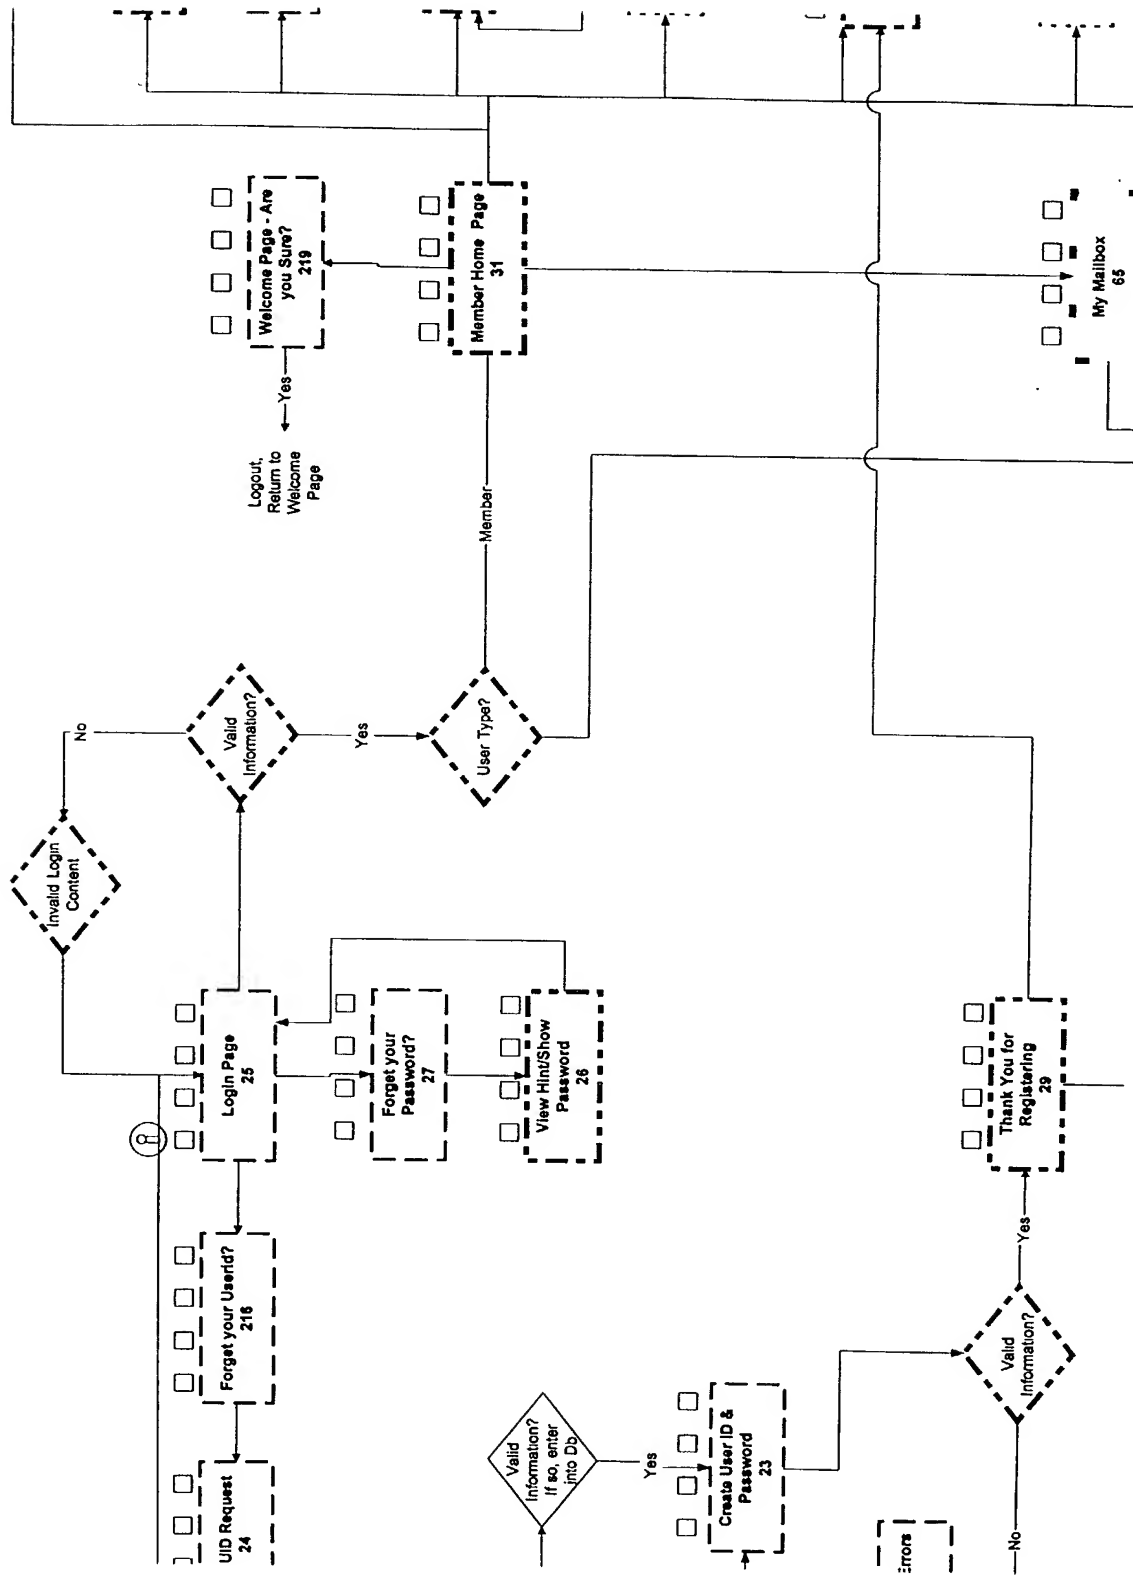 Welcome Page - Are
you Sure?
219
Yes
Logout,
Return to
Welcome
Page
Member Home Page
31
My Mailbox
65
Member
No
Valid
Information?
Yes
User Type?
Invalid Login
Content
Login Page
25
Forget your
Password?
27
View Hint/Show
Password
26
Thank You for
Registering
29
Forget your UserId?
216
Yes
Valid
Information?
UID Request
24
Valid
Information?
If so, enter
into Db
Yes
Create User ID &
Password
23
Errors
No